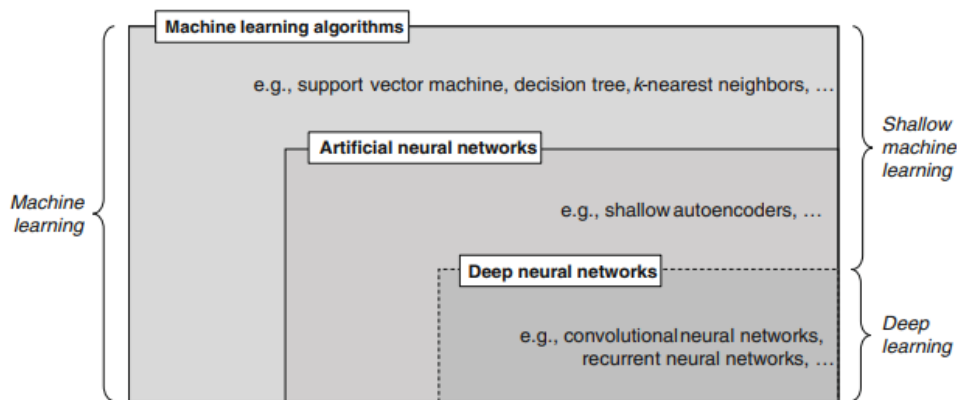 Machine learning algorithms
e.g., support vector machine, decision tree, k-nearest neighbors, …
Artificial neural networks
Shallow
machine
learning
Machine
learning
e.g., shallow autoencoders, …
Deep neural networks
e.g., convolutional neural networks,
recurrent neural networks, …
Deep
learning